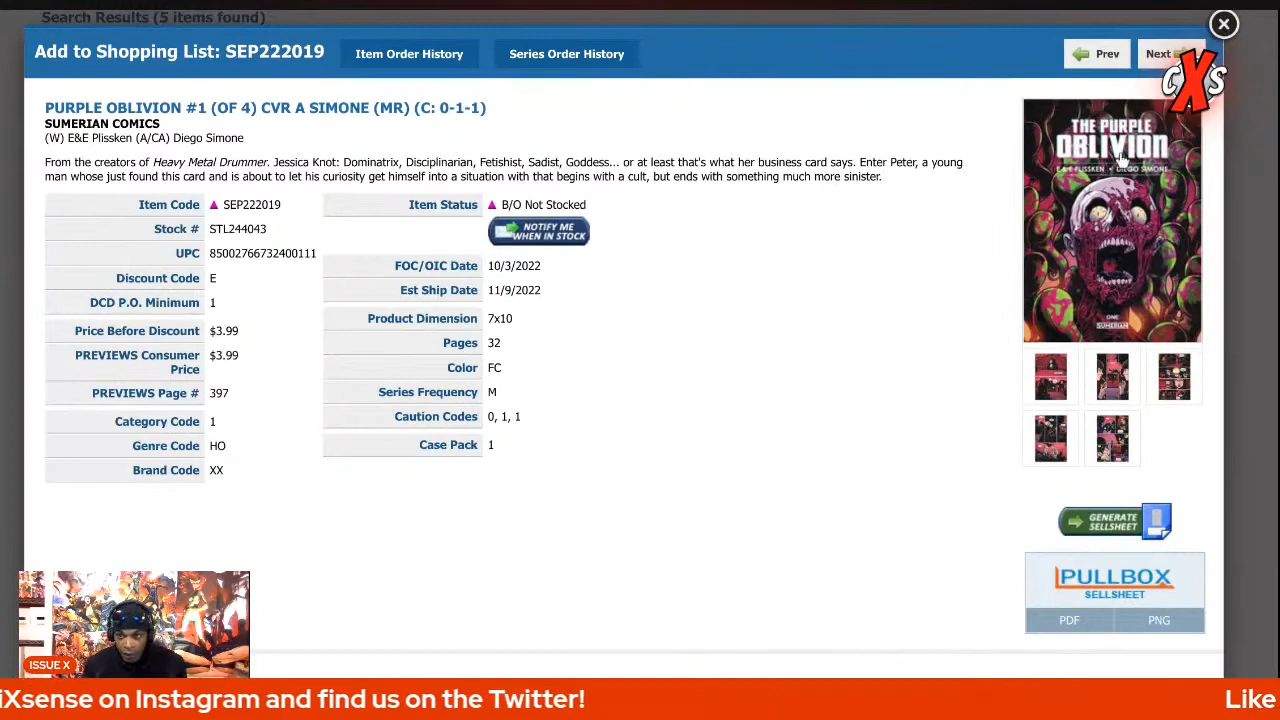 Search Results (5 items found)
Add to Shopping List: SEP222019
Item Order History
Series Order History
Prev
Next
CXS
PURPLE OBLIVION #1 (OF 4) CVR A SIMONE (MR) (C: 0-1-1)
SUMERIAN COMICS
(W) E&E Plissken (A/CA) Diego Simone
From the creators of Heavy Metal Drummer. Jessica Knot: Dominatrix, Disciplinarian, Fetishist, Sadist, Goddess... or at least that's what her business card says. Enter Peter, a young
man whose just found this card and is about to let his curiosity get him into a situation with that begins with a cult, but ends with something much more sinister.
Item Code SEP222019
Stock # STL244043
UPC 85002766732400111
Discount Code E
DCD P.O. Minimum 1
Price Before Discount $3.99
PREVIEWS Consumer
Price $3.99
PREVIEWS Page # 397
Category Code 1
Genre Code HO
Brand Code XX
Item Status B/O Not Stocked
NOTIFY ME
WHEN IN STOCK
FOC/OIC Date 10/3/2022
Est Ship Date 11/9/2022
Product Dimension 7x10
Pages 32
Color FC
Series Frequency M
Caution Codes 0, 1, 1
Case Pack 1
THE PURPLE
OBLIVION
E&E PLISSKEN • DIEGO SIMONE
ONE
SUMERIAN
GENERATE
SELLSHEET
PULLBOX
SELLSHEET
PDF
PNG
ISSUE X
iXsense on Instagram and find us on the Twitter!
Like